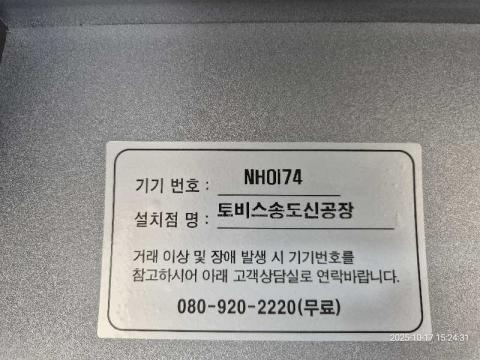 기기 번호 : NH0174
설치점 명 : 토비스송도신공장
거래 이상 및 장애 발생 시 기기번호를
참고하시어 아래 고객상담실로 연락바랍니다.
080-920-2220(무료)
2025-10-17 15:24:31